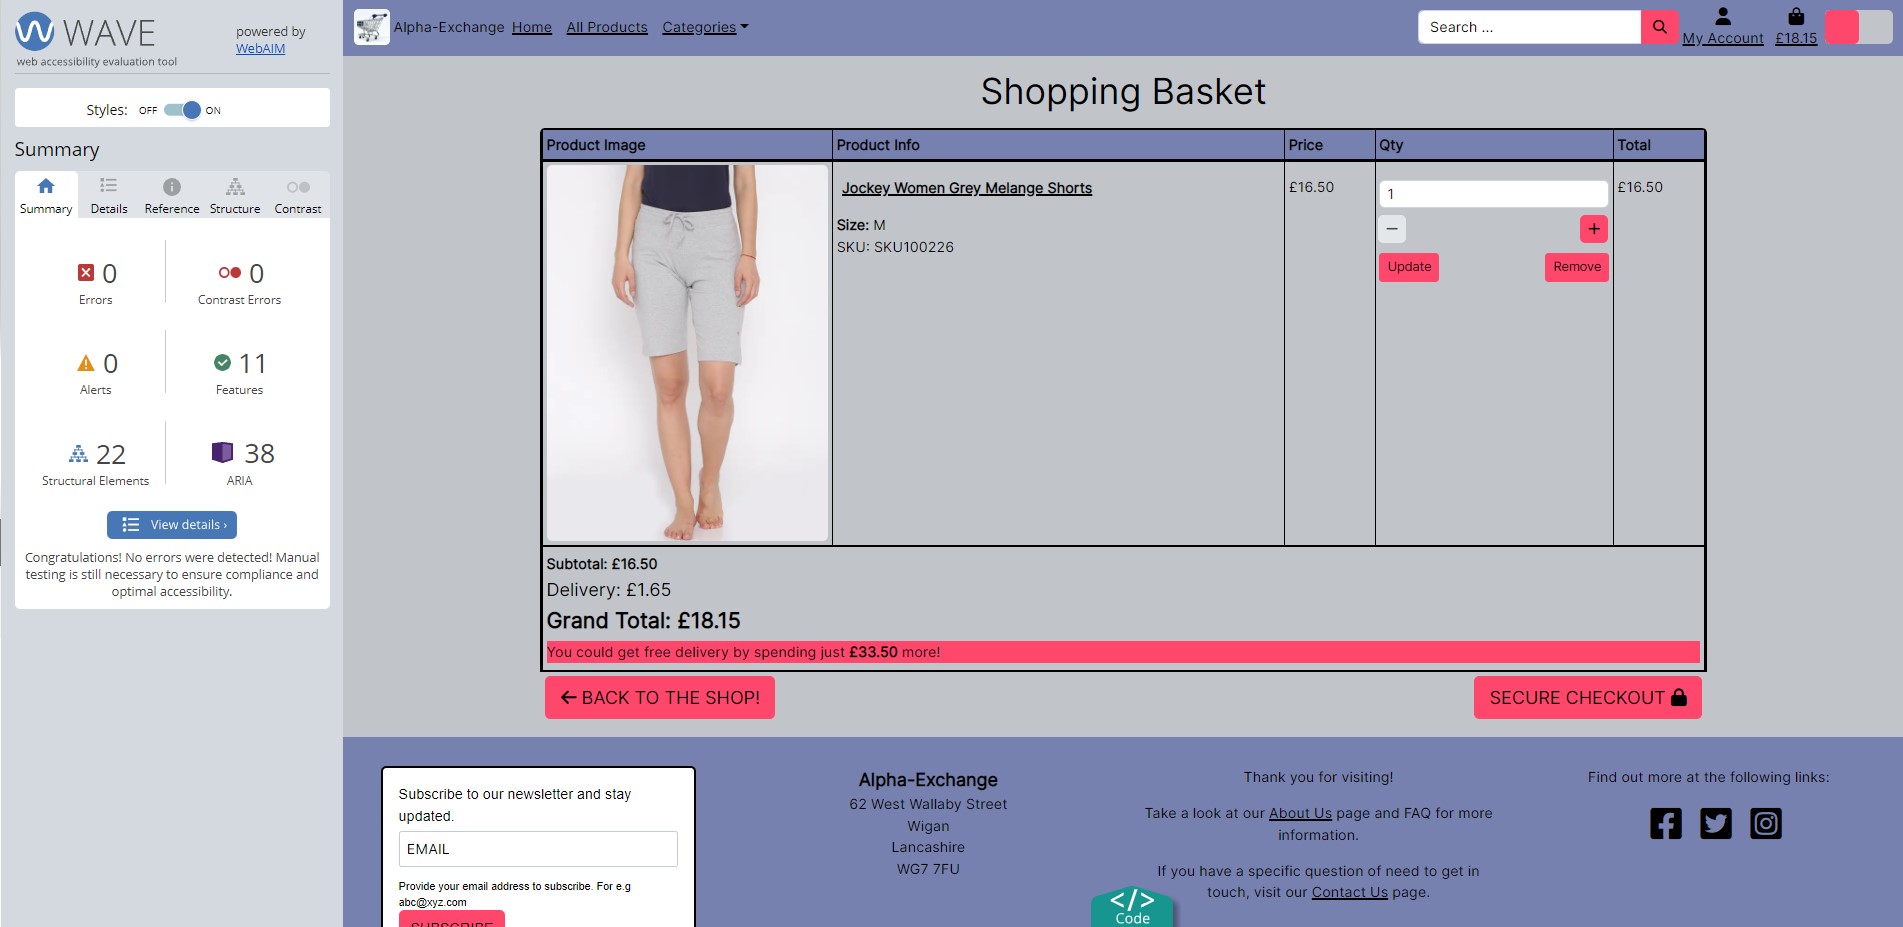 WAVE
web accessibility evaluation tool
powered by
WebAIM
Styles: OFF ON
Summary
Summary Details Reference Structure Contrast
0 0
Errors Contrast Errors
0 11
Alerts Features
22 38
Structural Elements ARIA
View details ›
Congratulations! No errors were detected! Manual
testing is still necessary to ensure compliance and
optimal accessibility.
Alpha-Exchange Home All Products Categories
Search ...
My Account £18.15
Shopping Basket
Product Image Product Info Price Qty Total
Jockey Women Grey Melange Shorts £16.50 1 £16.50
Size: M
SKU: SKU100226
− +
Update Remove
Subtotal: £16.50
Delivery: £1.65
Grand Total: £18.15
You could get free delivery by spending just £33.50 more!
BACK TO THE SHOP! SECURE CHECKOUT
Subscribe to our newsletter and stay
updated.
EMAIL
Provide your email address to subscribe. For e.g
abc@xyz.com
SUBSCRIBE
Alpha-Exchange
62 West Wallaby Street
Wigan
Lancashire
WG7 7FU
Thank you for visiting!
Take a look at our About Us page and FAQ for more
information.
If you have a specific question of need to get in
touch, visit our Contact Us page.
</>
Code
Find out more at the following links: